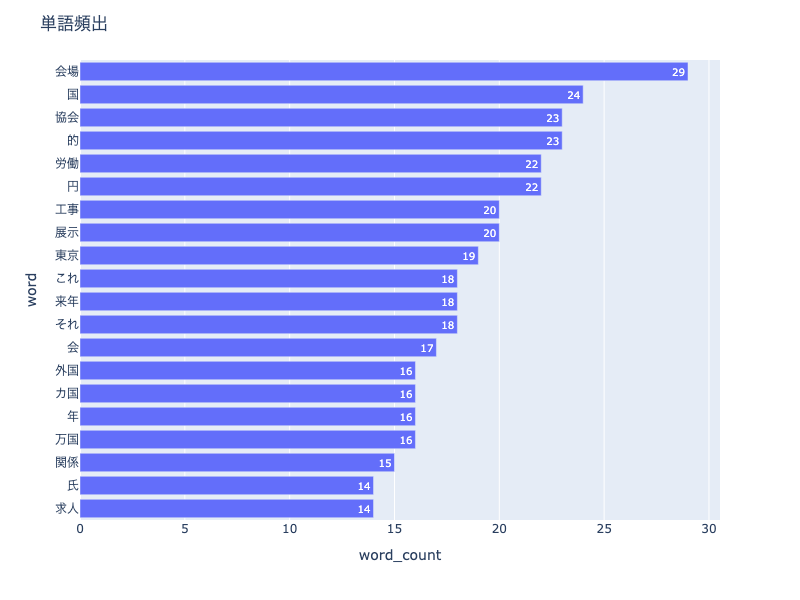 単語頻出
会場 29
国 24
協会 23
的 23
労働 22
円 22
工事 20
展示 20
東京 19
これ 18
来年 18
それ 18
会 17
外国 16
カ国 16
年 16
万国 16
関係 15
氏 14
求人 14
0 5 10 15 20 25 30
word_count
word